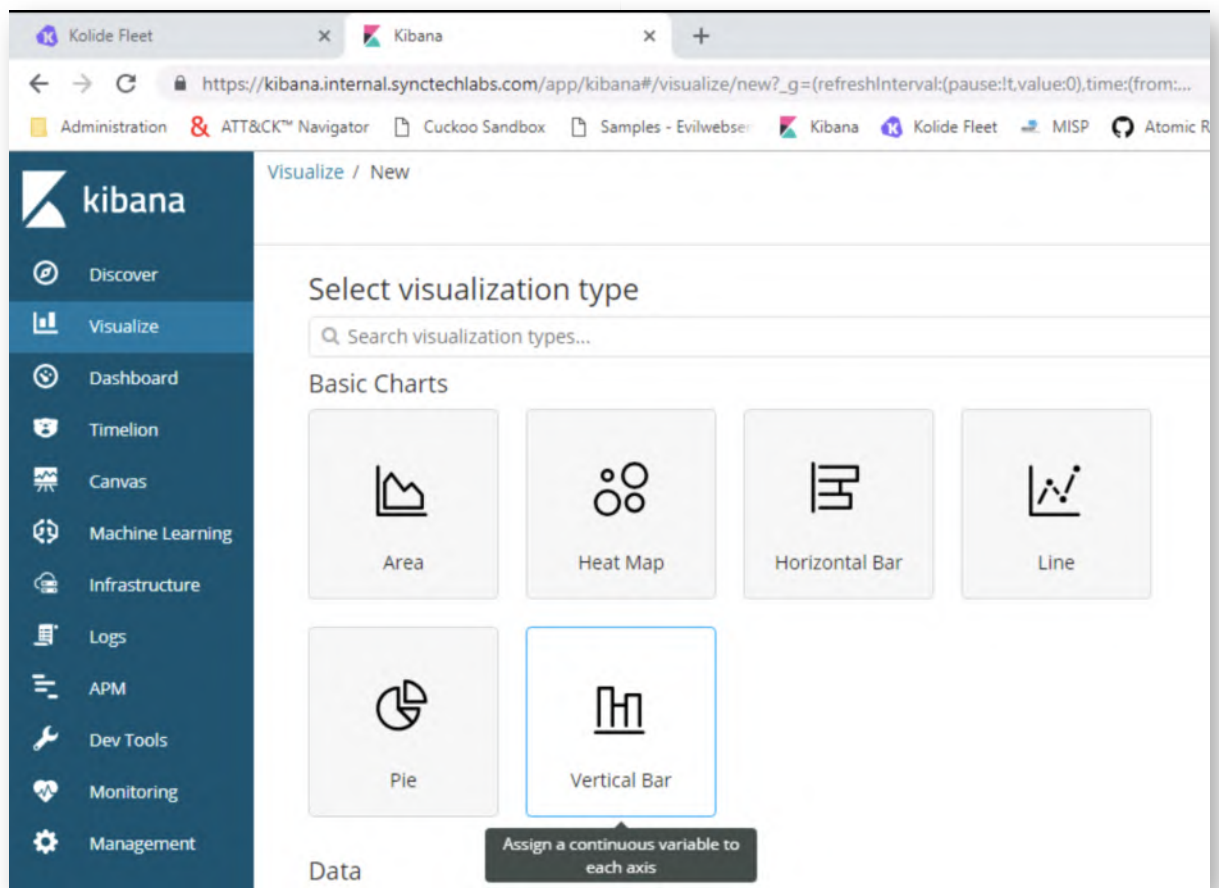 Kolide Fleet
Kibana
https://kibana.internal.synctechlabs.com/app/kibana#/visualize/new?_g=(refreshInterval:(pause:!t,value:0),time:(from:...
Administration ATT&CK™ Navigator Cuckoo Sandbox Samples - Evilwebser Kibana Kolide Fleet MISP Atomic R
kibana
Visualize / New
Discover
Visualize
Dashboard
Timelion
Canvas
Machine Learning
Infrastructure
Logs
APM
Dev Tools
Monitoring
Management
Select visualization type
Search visualization types...
Basic Charts
Area Heat Map Horizontal Bar Line
Pie Vertical Bar
Assign a continuous variable to
each axis
Data